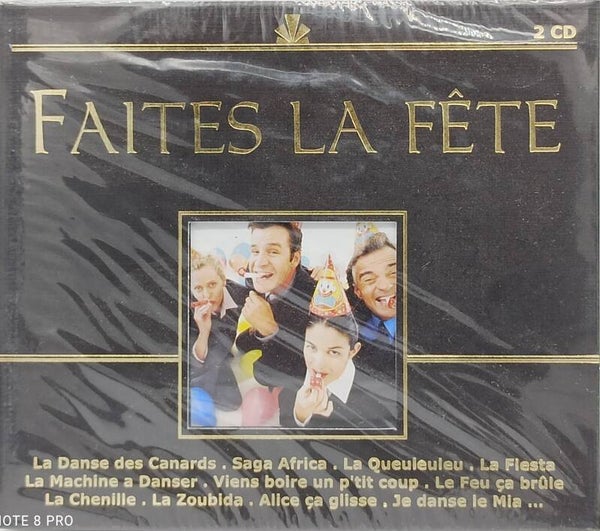 2 CD
FAITES LA FÊTE
La Danse des Canards . Saga Africa . La Queuleuleu . La Fiesta
La Machine a Danser . Viens boire un p'tit coup . Le Feu ça brûle
La Chenille . La Zoubida . Alice ça glisse . Je danse le Mia ...
NOTE 8 PRO